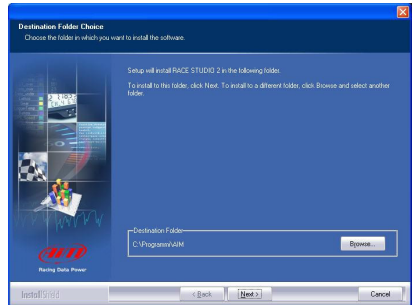 Destination Folder Choice
Choose the folder in which you want to install the software.
Setup will install RACE STUDIO 2 in the following folder.
To install to this folder, click Next. To install to a different folder, click Browse and select another
folder.
Destination Folder
C:\Programmi\AIM
Browse...
AIM
Racing Data Power
InstallShield
< Back
Next >
Cancel